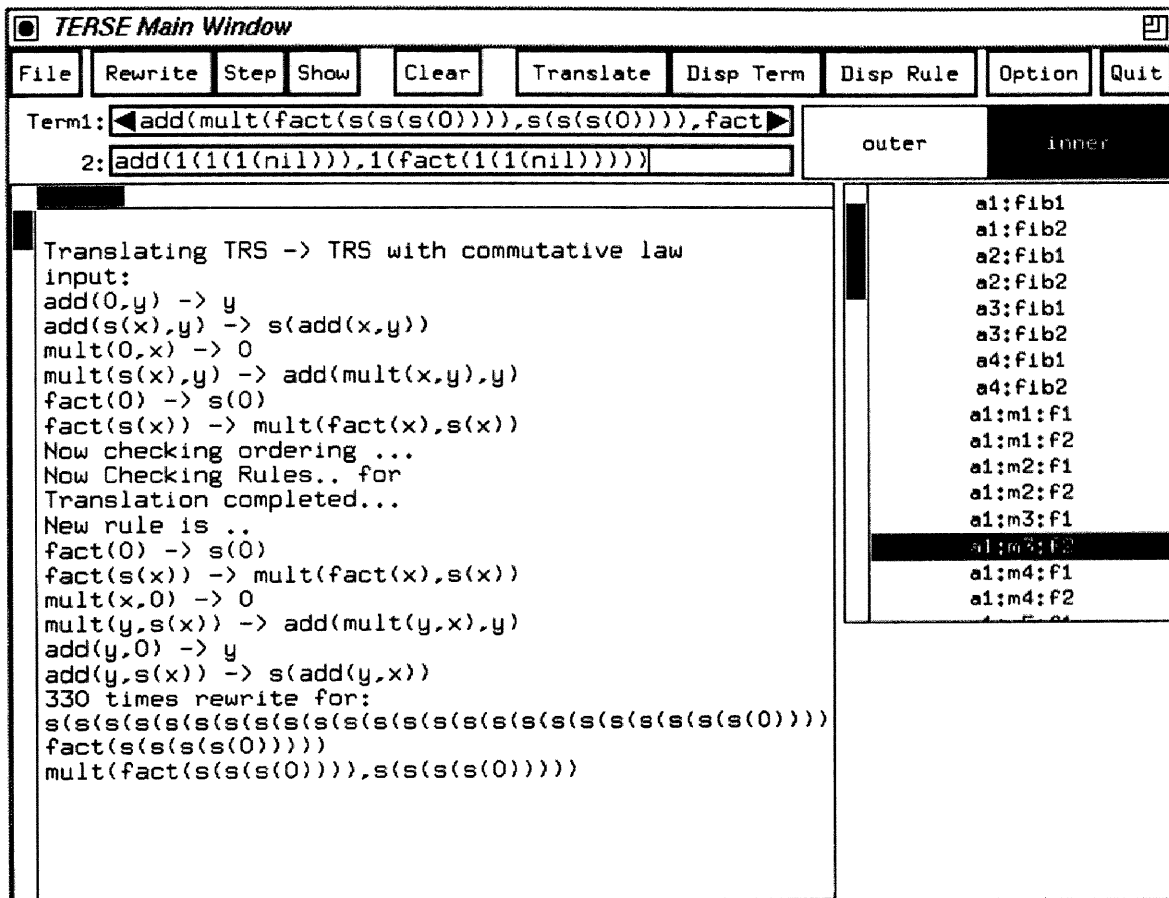 TERSE Main Window
File Rewrite Step Show Clear Translate Disp Term Disp Rule Option Quit
Term1: add(mult(fact(s(s(s(0)))),s(s(s(0)))),fact
2: add(1(1(1(nil))),1(fact(1(1(nil)))))
outer inner
Translating TRS -> TRS with commutative law
input:
add(0,y) -> y
add(s(x),y) -> s(add(x,y))
mult(0,x) -> 0
mult(s(x),y) -> add(mult(x,y),y)
fact(0) -> s(0)
fact(s(x)) -> mult(fact(x),s(x))
Now checking ordering ...
Now Checking Rules.. for
Translation completed...
New rule is ..
fact(0) -> s(0)
fact(s(x)) -> mult(fact(x),s(x))
mult(x,0) -> 0
mult(y,s(x)) -> add(mult(y,x),y)
add(y,0) -> y
add(y,s(x)) -> s(add(y,x))
330 times rewrite for:
s(s(s(s(s(s(s(s(s(s(s(s(s(s(s(s(s(s(s(s(s(s(s(s(0))))
fact(s(s(s(s(0)))))
mult(fact(s(s(s(0)))),s(s(s(s(0)))))
a1:fib1
a1:fib2
a2:fib1
a2:fib2
a3:fib1
a3:fib2
a4:fib1
a4:fib2
a1:m1:f1
a1:m1:f2
a1:m2:f1
a1:m2:f2
a1:m3:f1
a1:m3:f2
a1:m4:f1
a1:m4:f2